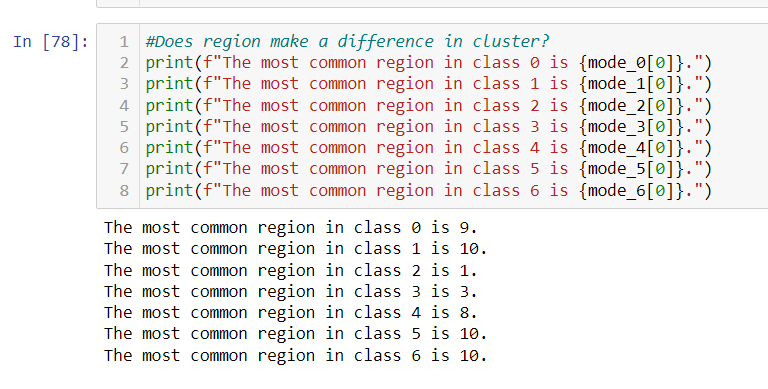 In [78]:
1 #Does region make a difference in cluster?
2 print(f"The most common region in class 0 is {mode_0[0]}.")
3 print(f"The most common region in class 1 is {mode_1[0]}.")
4 print(f"The most common region in class 2 is {mode_2[0]}.")
5 print(f"The most common region in class 3 is {mode_3[0]}.")
6 print(f"The most common region in class 4 is {mode_4[0]}.")
7 print(f"The most common region in class 5 is {mode_5[0]}.")
8 print(f"The most common region in class 6 is {mode_6[0]}.")
The most common region in class 0 is 9.
The most common region in class 1 is 10.
The most common region in class 2 is 1.
The most common region in class 3 is 3.
The most common region in class 4 is 8.
The most common region in class 5 is 10.
The most common region in class 6 is 10.